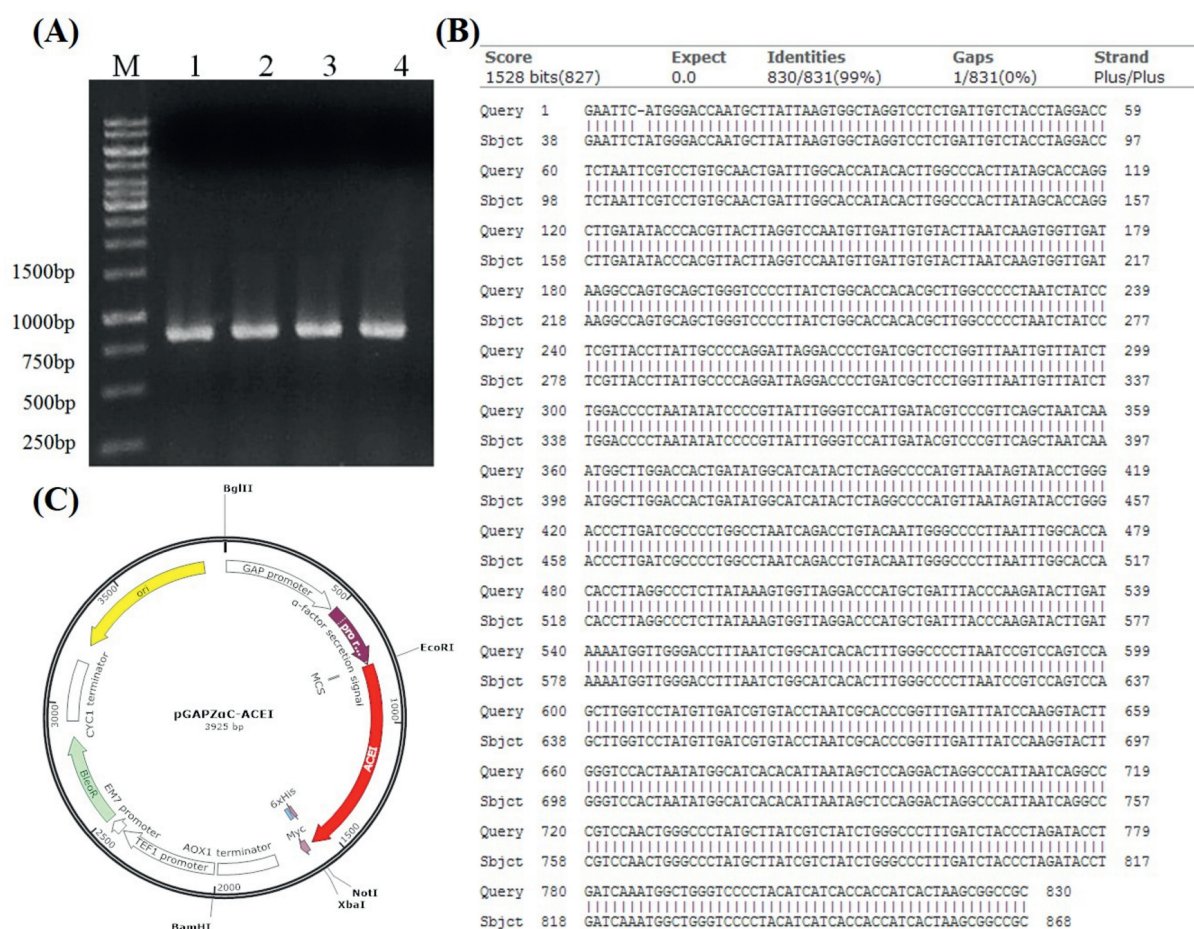 (A)
M 1 2 3 4
1500bp
1000bp
750bp
500bp
250bp
(B)
Score Expect Identities Gaps Strand
1528 bits(827) 0.0 830/831(99%) 1/831(0%) Plus/Plus
Query 1 GAATTC-ATGGGACCAATGCTTATTAAGTGGCTAGGTCCTCTGATTGTCTACCTAGGACC 59
Sbjct 38 GAATTCTATGGGACCAATGCTTATTAAGTGGCTAGGTCCTCTGATTGTCTACCTAGGACC 97
Query 60 TCTAATTCGTCCTGTGCAACTGATTTGGCACCATACACTTGGCCCACTTATAGCACCAGG 119
Sbjct 98 TCTAATTCGTCCTGTGCAACTGATTTGGCACCATACACTTGGCCCACTTATAGCACCAGG 157
Query 120 CTTGATATACCCACGTTACTTAGGTCCAATGTTGATTGTGTACTTAATCAAGTGGTTGAT 179
Sbjct 158 CTTGATATACCCACGTTACTTAGGTCCAATGTTGATTGTGTACTTAATCAAGTGGTTGAT 217
Query 180 AAGGCCAGTGCAGCTGGGTCCCCTTATCTGGCACCACACGCTTGGCCCCCTAATCTATCC 239
Sbjct 218 AAGGCCAGTGCAGCTGGGTCCCCTTATCTGGCACCACACGCTTGGCCCCCTAATCTATCC 277
Query 240 TCGTTACCTTATTGCCCCAGGATTAGGACCCCTGATCGCTCCTGGTTTAATTGTTTATCT 299
Sbjct 278 TCGTTACCTTATTGCCCCAGGATTAGGACCCCTGATCGCTCCTGGTTTAATTGTTTATCT 337
Query 300 TGGACCCCTAATATATCCCCGTTATTTGGGTCCATTGATACGTCCCGTTCAGCTAATCAA 359
Sbjct 338 TGGACCCCTAATATATCCCCGTTATTTGGGTCCATTGATACGTCCCGTTCAGCTAATCAA 397
Query 360 ATGGCTTGGACCACTGATATGGCATCATACTCTAGGCCCCATGTTAATAGTATACCTGGG 419
Sbjct 398 ATGGCTTGGACCACTGATATGGCATCATACTCTAGGCCCCATGTTAATAGTATACCTGGG 457
Query 420 ACCCTTGATCGCCCCTGGCCTAATCAGACCTGTACAATTGGGCCCCTTAATTTGGCACCA 479
Sbjct 458 ACCCTTGATCGCCCCTGGCCTAATCAGACCTGTACAATTGGGCCCCTTAATTTGGCACCA 517
Query 480 CACCTTAGGCCCTCTTATAAAGTGGTTAGGACCCATGCTGATTTACCCAAGATACTTGAT 539
Sbjct 518 CACCTTAGGCCCTCTTATAAAGTGGTTAGGACCCATGCTGATTTACCCAAGATACTTGAT 577
Query 540 AAAATGGTTGGGACCTTTAATCTGGCATCACACTTTGGGCCCCTTAATCCGTCCAGTCCA 599
Sbjct 578 AAAATGGTTGGGACCTTTAATCTGGCATCACACTTTGGGCCCCTTAATCCGTCCAGTCCA 637
Query 600 GCTTGGTCCTATGTTGATCGTGTACCTAATCGCACCCGGTTTGATTTATCCAAGGTACTT 659
Sbjct 638 GCTTGGTCCTATGTTGATCGTGTACCTAATCGCACCCGGTTTGATTTATCCAAGGTACTT 697
Query 660 GGGTCCACTAATATGGCATCACACATTAATAGCTCCAGGACTAGGCCCATTAATCAGGCC 719
Sbjct 698 GGGTCCACTAATATGGCATCACACATTAATAGCTCCAGGACTAGGCCCATTAATCAGGCC 757
Query 720 CGTCCAACTGGGCCCTATGCTTATCGTCTATCTGGGCCCTTTGATCTACCCTAGATACCT 779
Sbjct 758 CGTCCAACTGGGCCCTATGCTTATCGTCTATCTGGGCCCTTTGATCTACCCTAGATACCT 817
Query 780 GATCAAATGGCTGGGTCCCCTACATCATCACCACCATCACTAAGCGGCCGC 830
Sbjct 818 GATCAAATGGCTGGGTCCCCTACATCATCACCACCATCACTAAGCGGCCGC 868
(C)
BglII
GAP promoter
500
pro r...
α-factor secretion signal
EcoRI
MCS
1000
ACEI
pGAPZαC-ACEI
3925 bp
6xHis
Myc
1500
NotI
XbaI
AOX1 terminator
2000
BamHI
TEF1 promoter
EM7 promoter
2500
BleoR
3000
CYC1 terminator
ori
3500